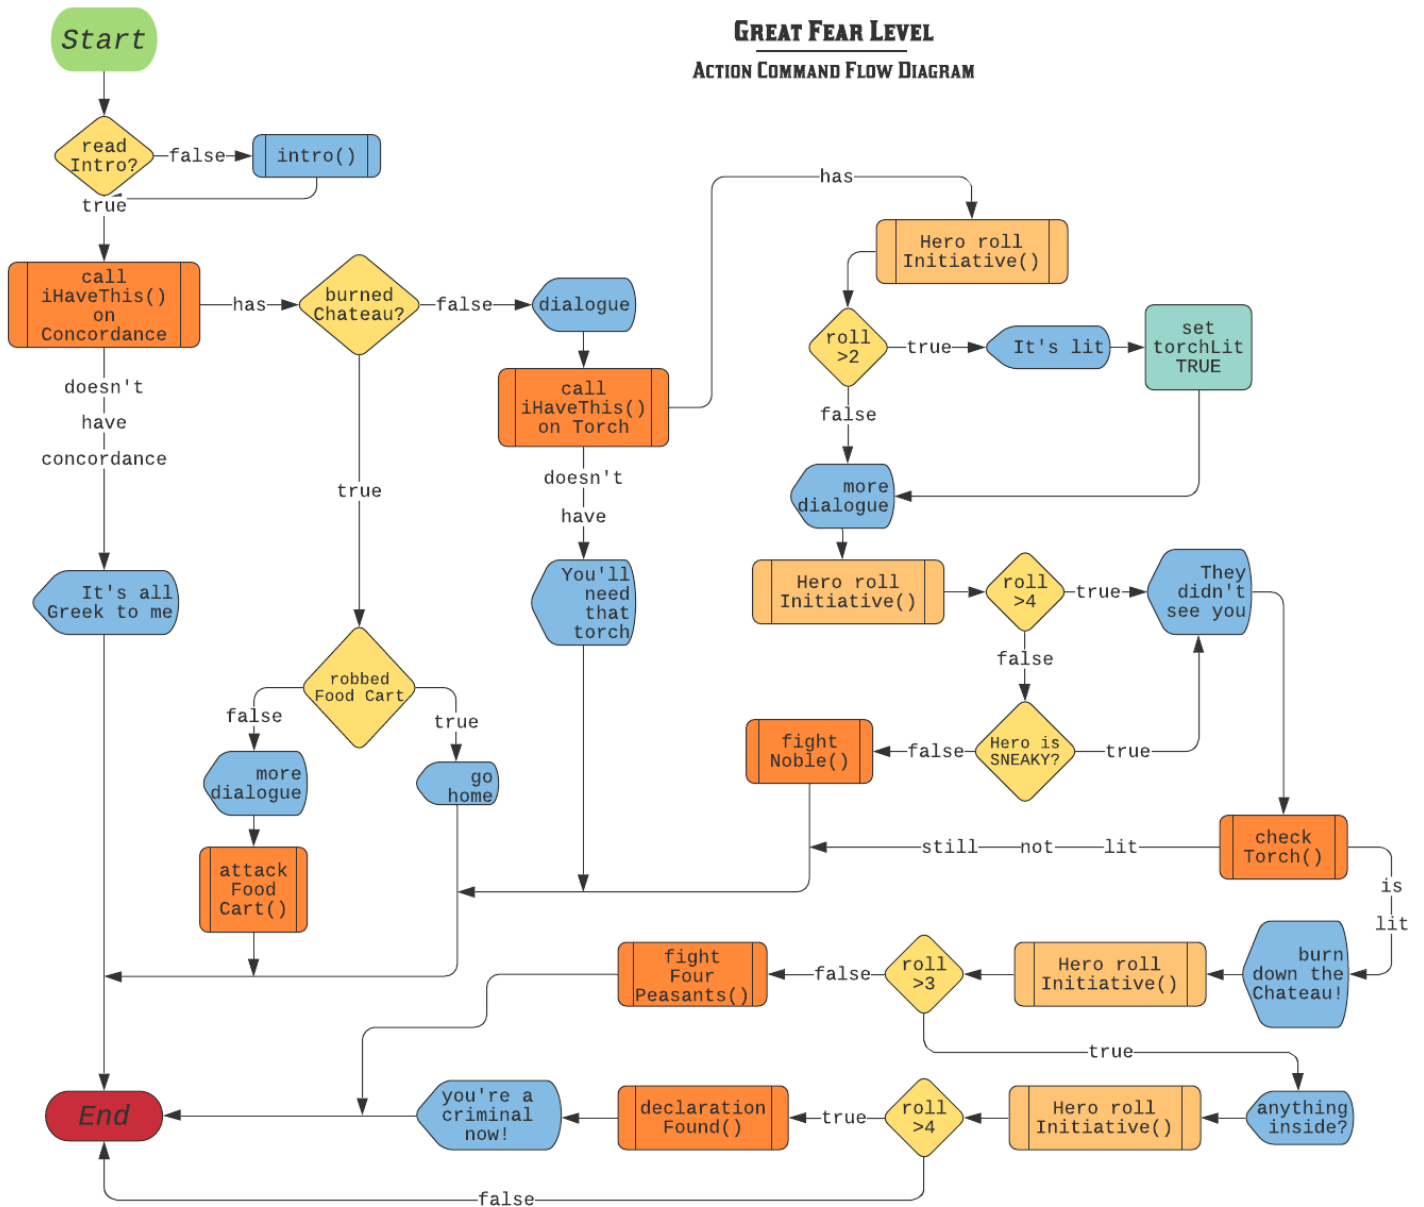 GREAT FEAR LEVEL
ACTION COMMAND FLOW DIAGRAM
Start
read
Intro?
false
intro()
true
call
iHaveThis()
on
Concordance
has
burned
Chateau?
false
dialogue
call
iHaveThis()
on Torch
has
Hero roll
Initiative()
roll
>2
true
It's lit
set
torchLit
TRUE
false
more
dialogue
doesn't
have
concordance
It's all
Greek to me
true
doesn't
have
You'll
need
that
torch
Hero roll
Initiative()
roll
>4
true
They
didn't
see you
false
Hero is
SNEAKY?
true
false
fight
Noble()
robbed
Food Cart
false
true
more
dialogue
go
home
attack
Food
Cart()
still not lit
check
Torch()
is
lit
burn
down the
Chateau!
Hero roll
Initiative()
roll
>3
false
fight
Four
Peasants()
true
anything
inside?
Hero roll
Initiative()
roll
>4
true
declaration
Found()
you're a
criminal
now!
End
false